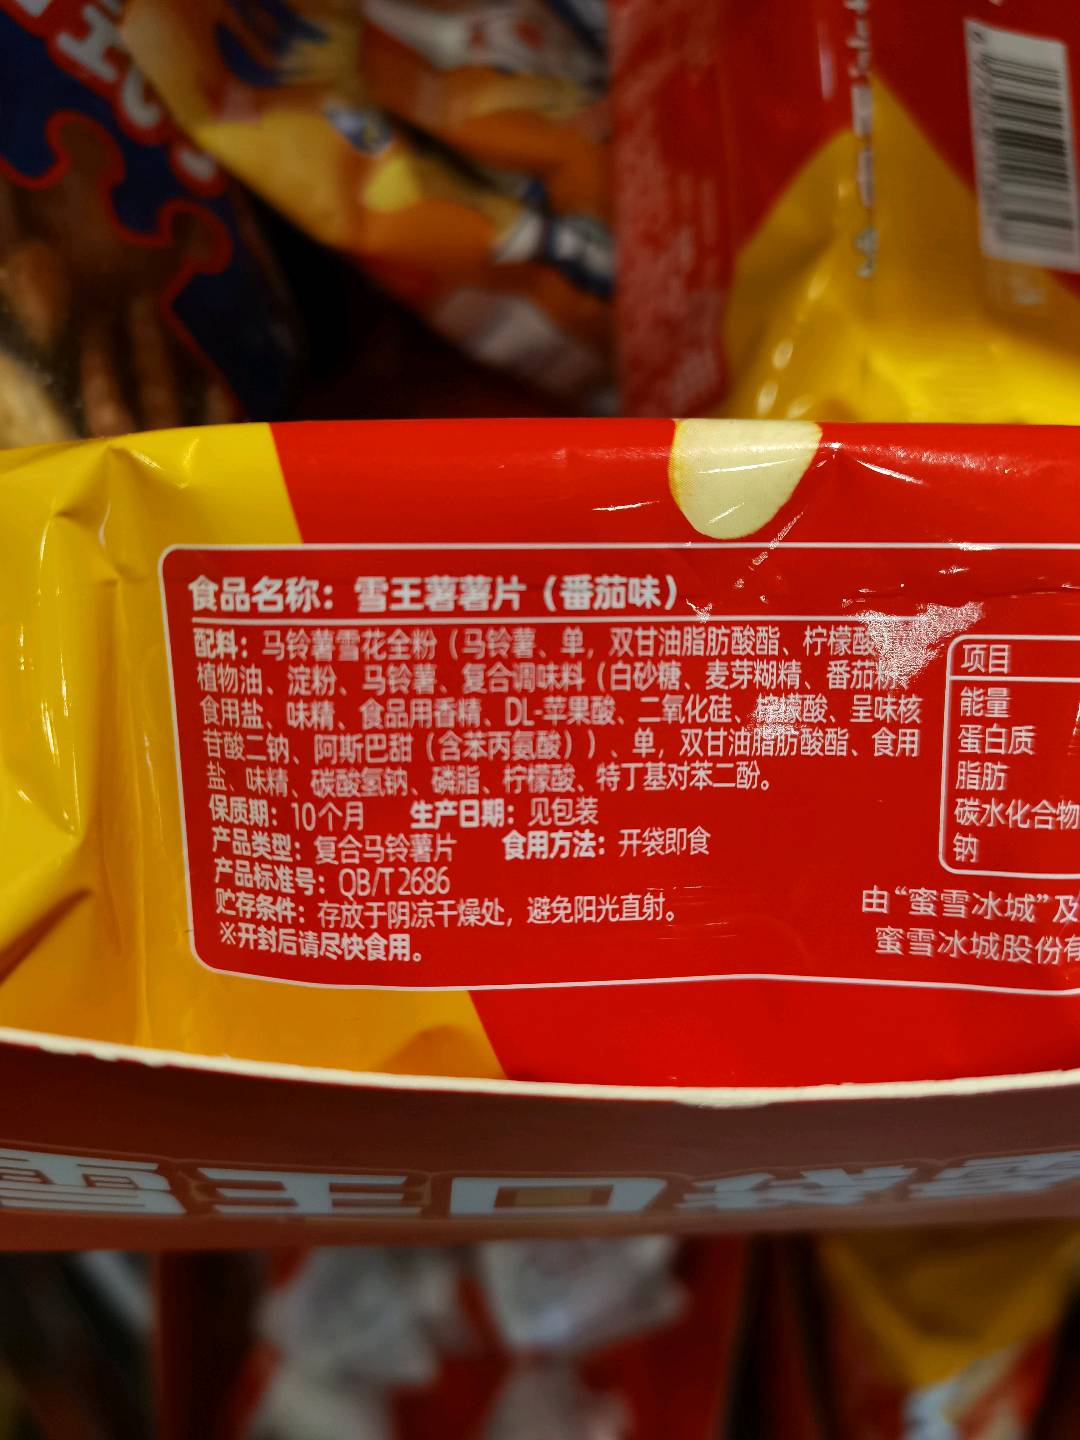 食品名称：雪王薯薯片（番茄味）
配料：马铃薯雪花全粉（马铃薯、单，双甘油脂肪酸酯、柠檬酸）、
植物油、淀粉、马铃薯、复合调味料（白砂糖、麦芽糊精、番茄粉、
食用盐、味精、食品用香精、DL-苹果酸、二氧化硅、柠檬酸、呈味核
苷酸二钠、阿斯巴甜（含苯丙氨酸））、单，双甘油脂肪酸酯、食用
盐、味精、碳酸氢钠、磷脂、柠檬酸、特丁基对苯二酚。
保质期：10个月 生产日期：见包装
产品类型：复合马铃薯片 食用方法：开袋即食
产品标准号：QB/T 2686
贮存条件：存放于阴凉干燥处，避免阳光直射。
※开封后请尽快食用。
项目
能量
蛋白质
脂肪
碳水化合物
钠
由“蜜雪冰城”及
蜜雪冰城股份有
雪王口袋零